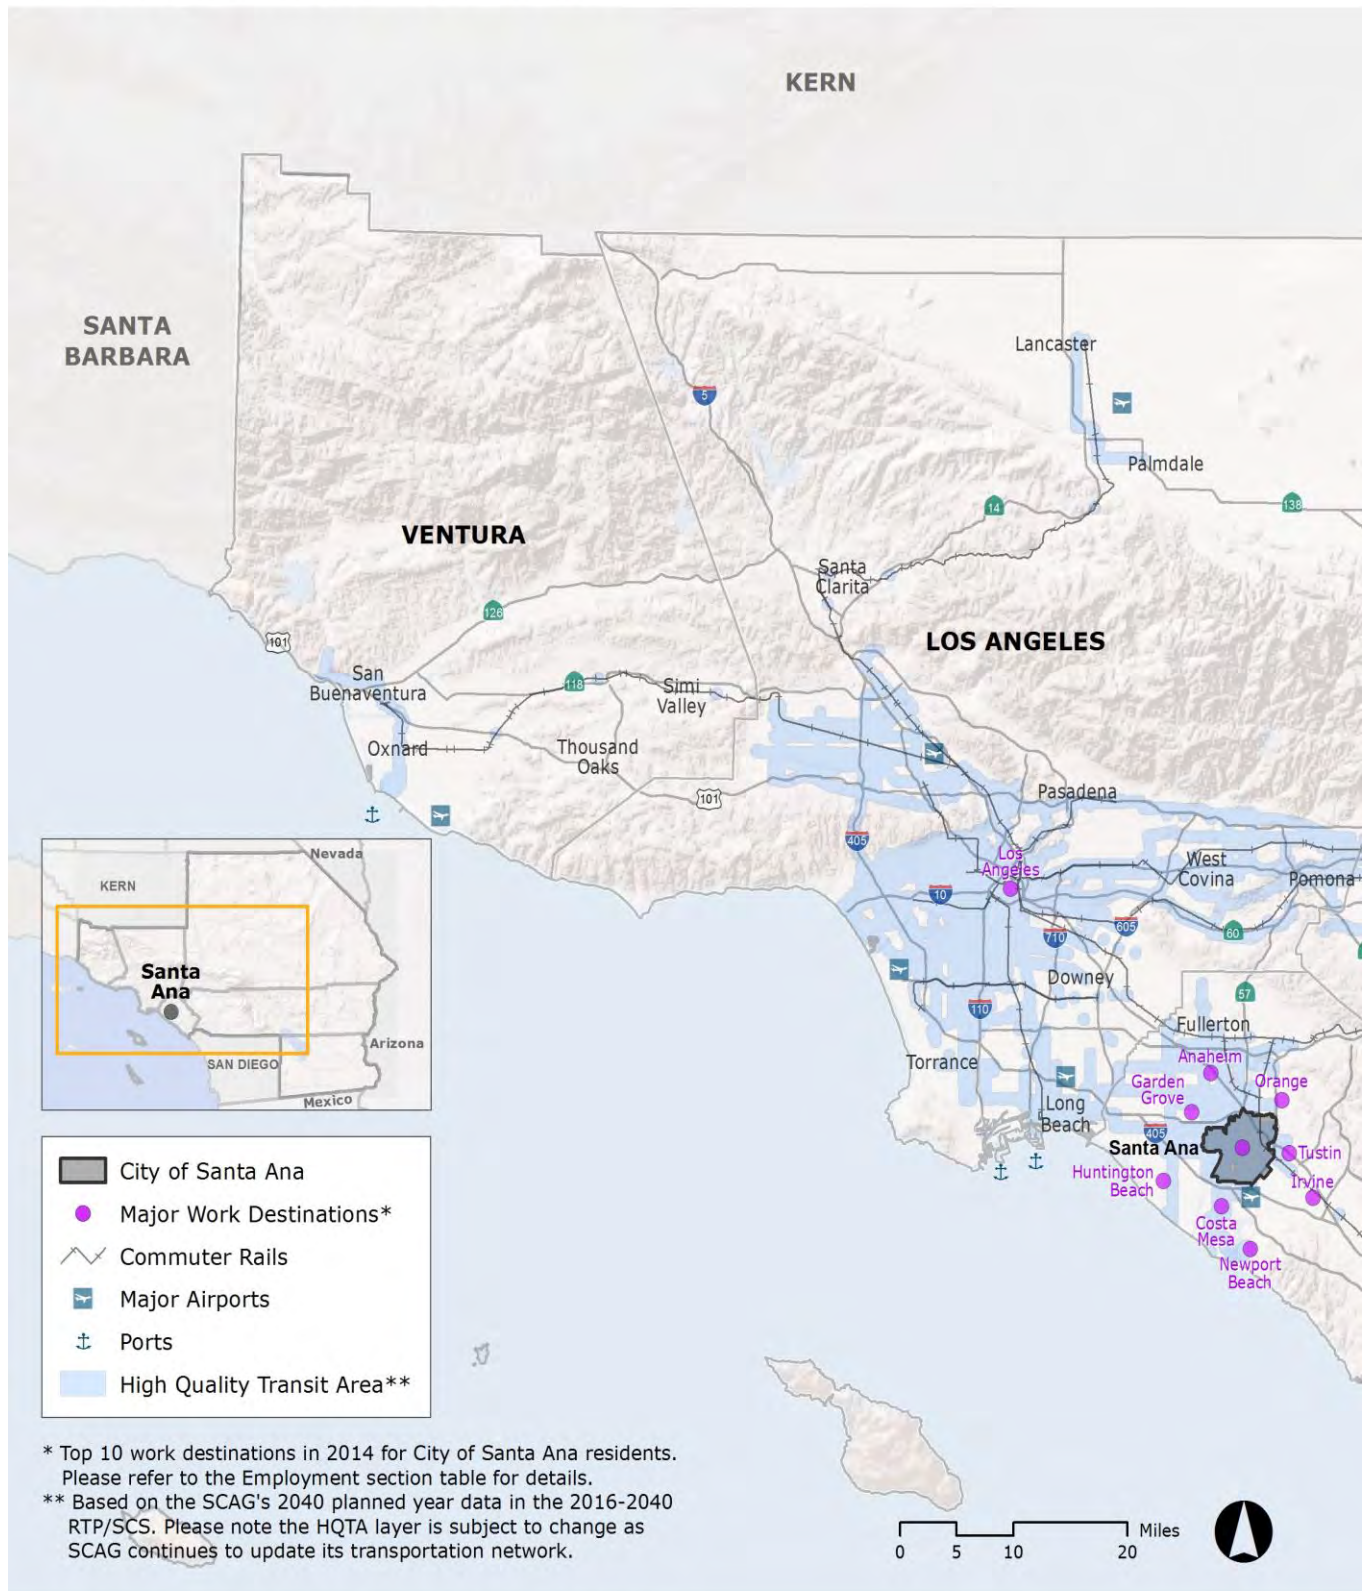 KERN
SANTA
BARBARA
Lancaster
5
Palmdale
14
138
VENTURA
Santa
Clarita
126
101
LOS ANGELES
San
Buenaventura
118
Simi
Valley
Oxnard
Thousand
Oaks
101
Pasadena
405
Los
Angeles
West
Covina
Pomona
10
710
605
60
Downey
57
110
Fullerton
Torrance
Anaheim
Garden
Grove
Orange
Long
Beach
405
Santa Ana
Tustin
Huntington
Beach
Irvine
Costa
Mesa
Newport
Beach
Nevada
KERN
Santa
Ana
Arizona
SAN DIEGO
Mexico
City of Santa Ana
Major Work Destinations*
Commuter Rails
Major Airports
Ports
High Quality Transit Area**
* Top 10 work destinations in 2014 for City of Santa Ana residents.
Please refer to the Employment section table for details.
** Based on the SCAG's 2040 planned year data in the 2016-2040
RTP/SCS. Please note the HQTA layer is subject to change as
SCAG continues to update its transportation network.
Miles
0 5 10 20